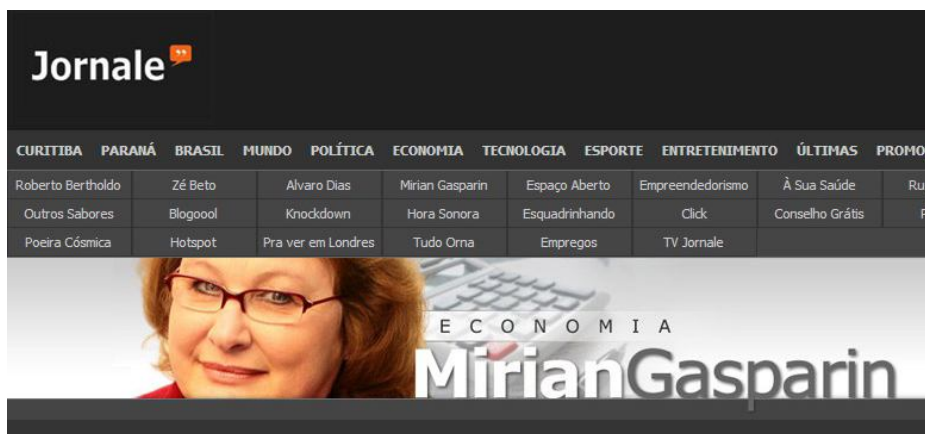 Jornale
CURITIBA PARANÁ BRASIL MUNDO POLÍTICA ECONOMIA TECNOLOGIA ESPORTE ENTRETENIMENTO ÚLTIMAS PROMO
Roberto Bertholdo Zé Beto Alvaro Dias Mirian Gasparin Espaço Aberto Empreendedorismo À Sua Saúde Ru
Outros Sabores Blogoool Knockdown Hora Sonora Esquadrinhando Click Conselho Grátis
Poeira Cósmica Hotspot Pra ver em Londres Tudo Orna Empregos TV Jornale
ECONOMIA
MirianGasparin